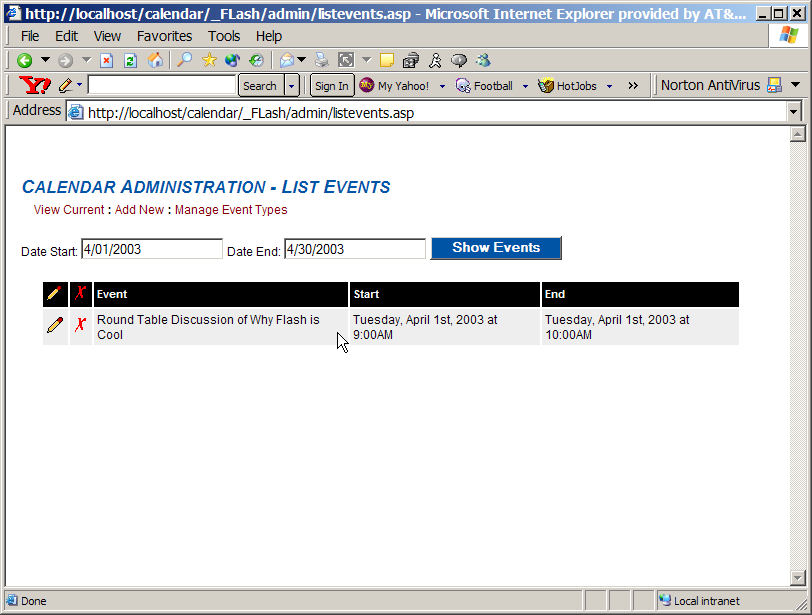 http://localhost/calendar/_FLash/admin/listevents.asp - Microsoft Internet Explorer provided by AT&...
File Edit View Favorites Tools Help
Y! Search Sign In My Yahoo! Football HotJobs » Norton AntiVirus
Address http://localhost/calendar/_FLash/admin/listevents.asp
CALENDAR ADMINISTRATION - LIST EVENTS
View Current : Add New : Manage Event Types
Date Start: 4/01/2003 Date End: 4/30/2003 Show Events
Event Start End
Round Table Discussion of Why Flash is Tuesday, April 1st, 2003 at Tuesday, April 1st, 2003 at
Cool 9:00AM 10:00AM
Done Local intranet